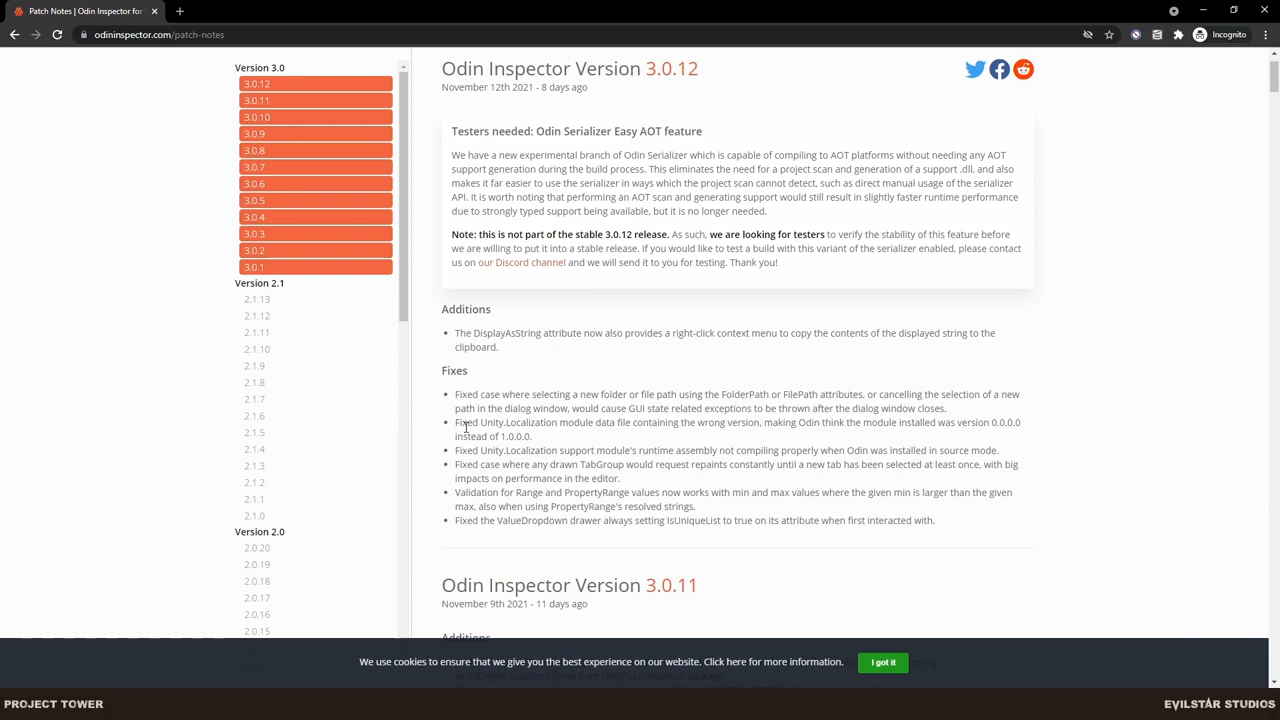 Patch Notes | Odin Inspector for
odininspector.com/patch-notes
Incognito
Version 3.0
3.0.12
3.0.11
3.0.10
3.0.9
3.0.8
3.0.7
3.0.6
3.0.5
3.0.4
3.0.3
3.0.2
3.0.1
Version 2.1
2.1.13
2.1.12
2.1.11
2.1.10
2.1.9
2.1.8
2.1.7
2.1.6
2.1.5
2.1.4
2.1.3
2.1.2
2.1.1
2.1.0
Version 2.0
2.0.20
2.0.19
2.0.18
2.0.17
2.0.16
2.0.15
Odin Inspector Version 3.0.12
November 12th 2021 - 8 days ago
Testers needed: Odin Serializer Easy AOT feature
We have a new experimental branch of Odin Serializer which is capable of compiling to AOT platforms without needing any AOT
support generation during the build process. This eliminates the need for a project scan and generation of a support .dll, and also
makes it far easier to use the serializer in ways which the project scan cannot detect, such as direct manual usage of the serializer
API. It is worth noting that performing an AOT scan and generating support would still result in slightly faster runtime performance
due to strongly typed support being available, but it is no longer needed.
Note: this is not part of the stable 3.0.12 release. As such, we are looking for testers to verify the stability of this feature before
we are willing to put it into a stable release. If you would like to test a build with this variant of the serializer enabled, please contact
us on our Discord channel and we will send it to you for testing. Thank you!
Additions
The DisplayAsString attribute now also provides a right-click context menu to copy the contents of the displayed string to the
clipboard.
Fixes
Fixed case where selecting a new folder or file path using the FolderPath or FilePath attributes, or cancelling the selection of a new
path in the dialog window, would cause GUI state related exceptions to be thrown after the dialog window closes.
Fixed Unity.Localization module data file containing the wrong version, making Odin think the module installed was version 0.0.0.0
instead of 1.0.0.0.
Fixed Unity.Localization support module's runtime assembly not compiling properly when Odin was installed in source mode.
Fixed case where any drawn TabGroup would request repaints constantly until a new tab has been selected at least once, with big
impacts on performance in the editor.
Validation for Range and PropertyRange values now works with min and max values where the given min is larger than the given
max, also when using PropertyRange's resolved strings.
Fixed the ValueDropdown drawer always setting IsUniqueList to true on its attribute when first interacted with.
Odin Inspector Version 3.0.11
November 9th 2021 - 11 days ago
Additions
We use cookies to ensure that we give you the best experience on our website. Click here for more information.
I got it
UnityEngine.Localized String from Unity's Localization package.
PROJECT TOWER
EVILSTAR STUDIOS